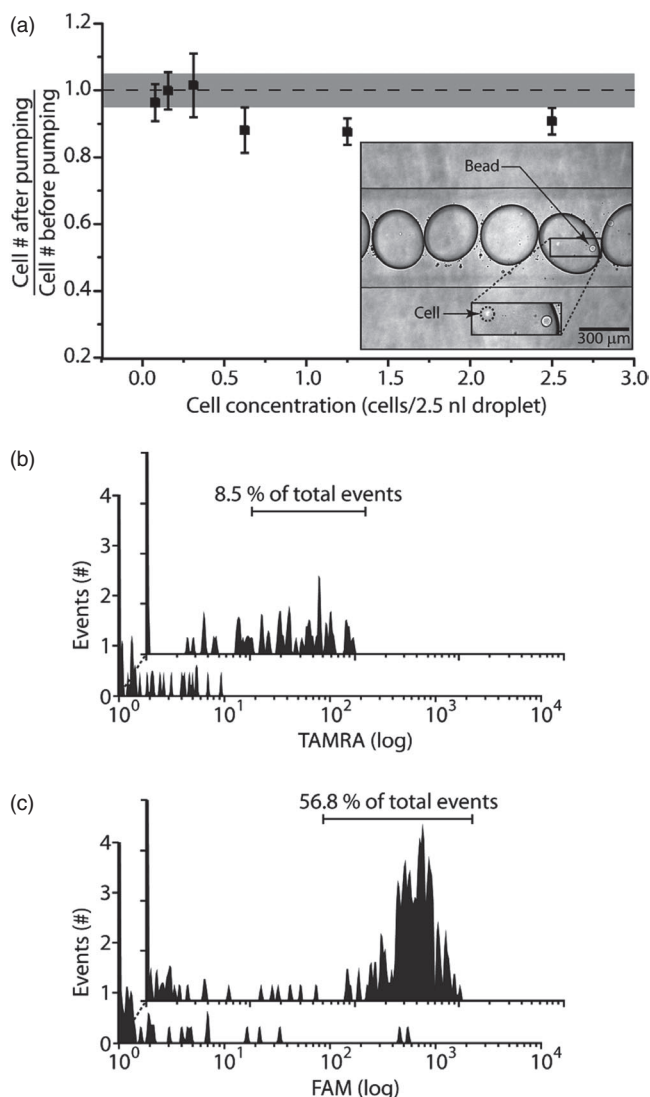 (a)
Cell # after pumping
Cell # before pumping
1.2
1.0
0.8
0.6
0.4
0.2
0.0 0.5 1.0 1.5 2.0 2.5 3.0
Cell concentration (cells/2.5 nl droplet)
Bead
Cell
300 μm
(b)
8.5 % of total events
Events (#)
4
3
2
1
0
10⁰ 10¹ 10² 10³ 10⁴
TAMRA (log)
(c)
56.8 % of total events
Events (#)
4
3
2
1
0
10⁰ 10¹ 10² 10³ 10⁴
FAM (log)